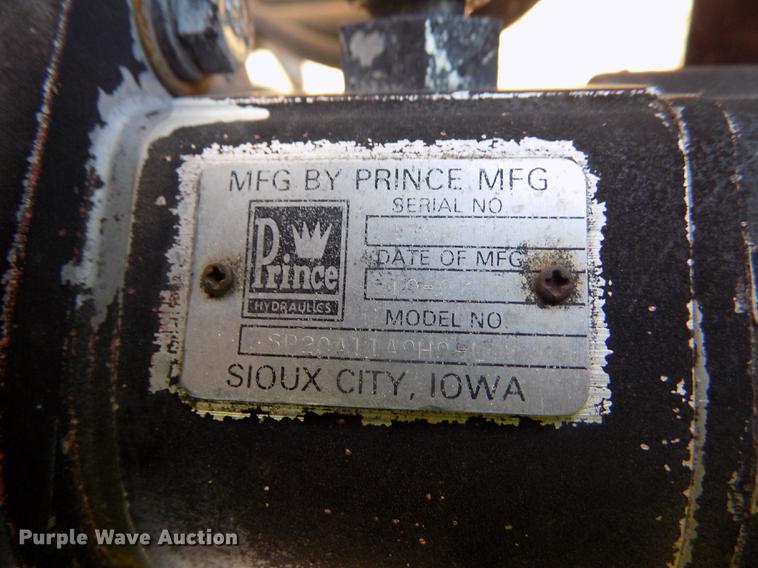 MFG BY PRINCE MFG
SERIAL NO
Prince
HYDRAULICS
DATE OF MFG
MODEL NO
SIOUX CITY, IOWA
Purple Wave Auction®